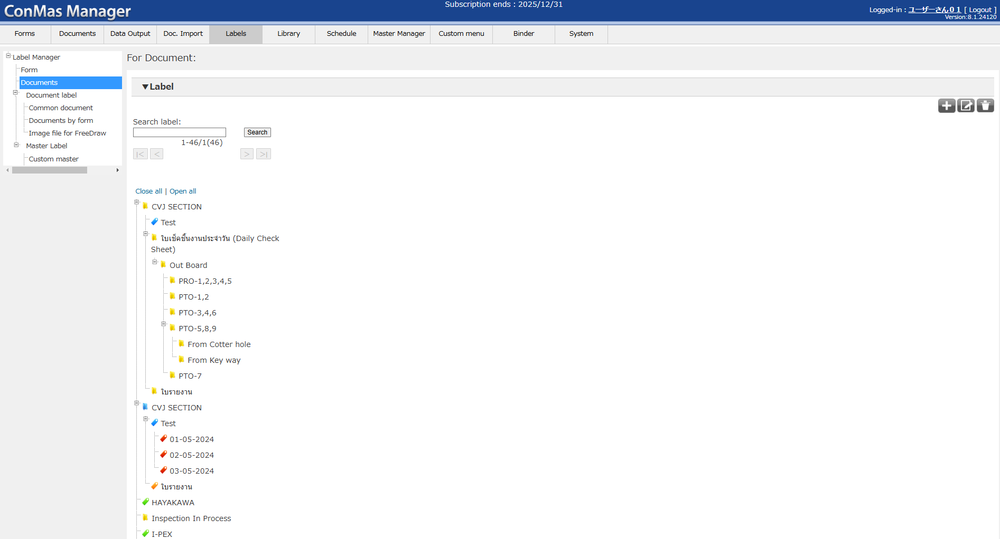 ConMas Manager
Subscription ends : 2025/12/31
Logged-in : ユーザーさん０１ [ Logout ]
Version:8.1.24120
Forms
Documents
Data Output
Doc. Import
Labels
Library
Schedule
Master Manager
Custom menu
Binder
System
Label Manager
Form
Documents
Document label
Common document
Documents by form
Image file for FreeDraw
Master Label
Custom master
For Document:
▼Label
Search label:
Search
1-46/1(46)
|<
<
>
>|
Close all | Open all
CVJ SECTION
Test
ใบเช็คชิ้นงานประจำวัน (Daily Check
Sheet)
Out Board
PRO-1,2,3,4,5
PTO-1,2
PTO-3,4,6
PTO-5,8,9
From Cotter hole
From Key way
PTO-7
ใบรายงาน
CVJ SECTION
Test
01-05-2024
02-05-2024
03-05-2024
ใบรายงาน
HAYAKAWA
Inspection In Process
I-PEX